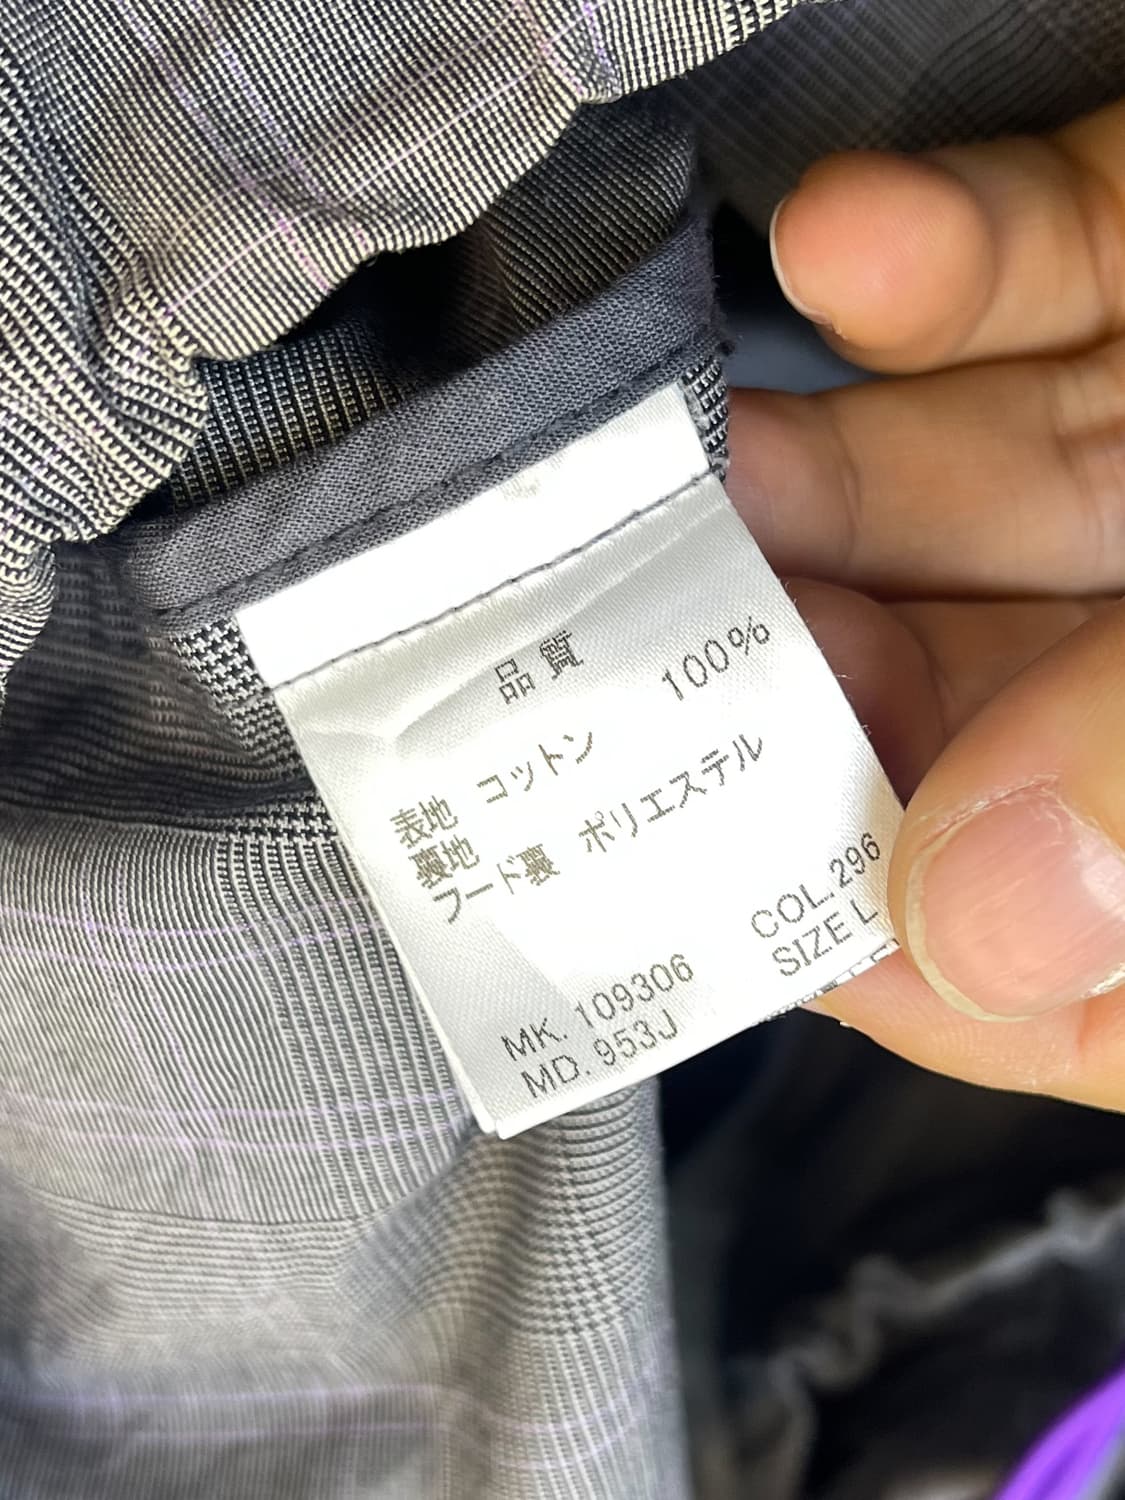 品質
表地 コットン 100%
裏地
フード裏 ポリエステル
COL. 296
SIZE L
MK. 109306
MD. 953J